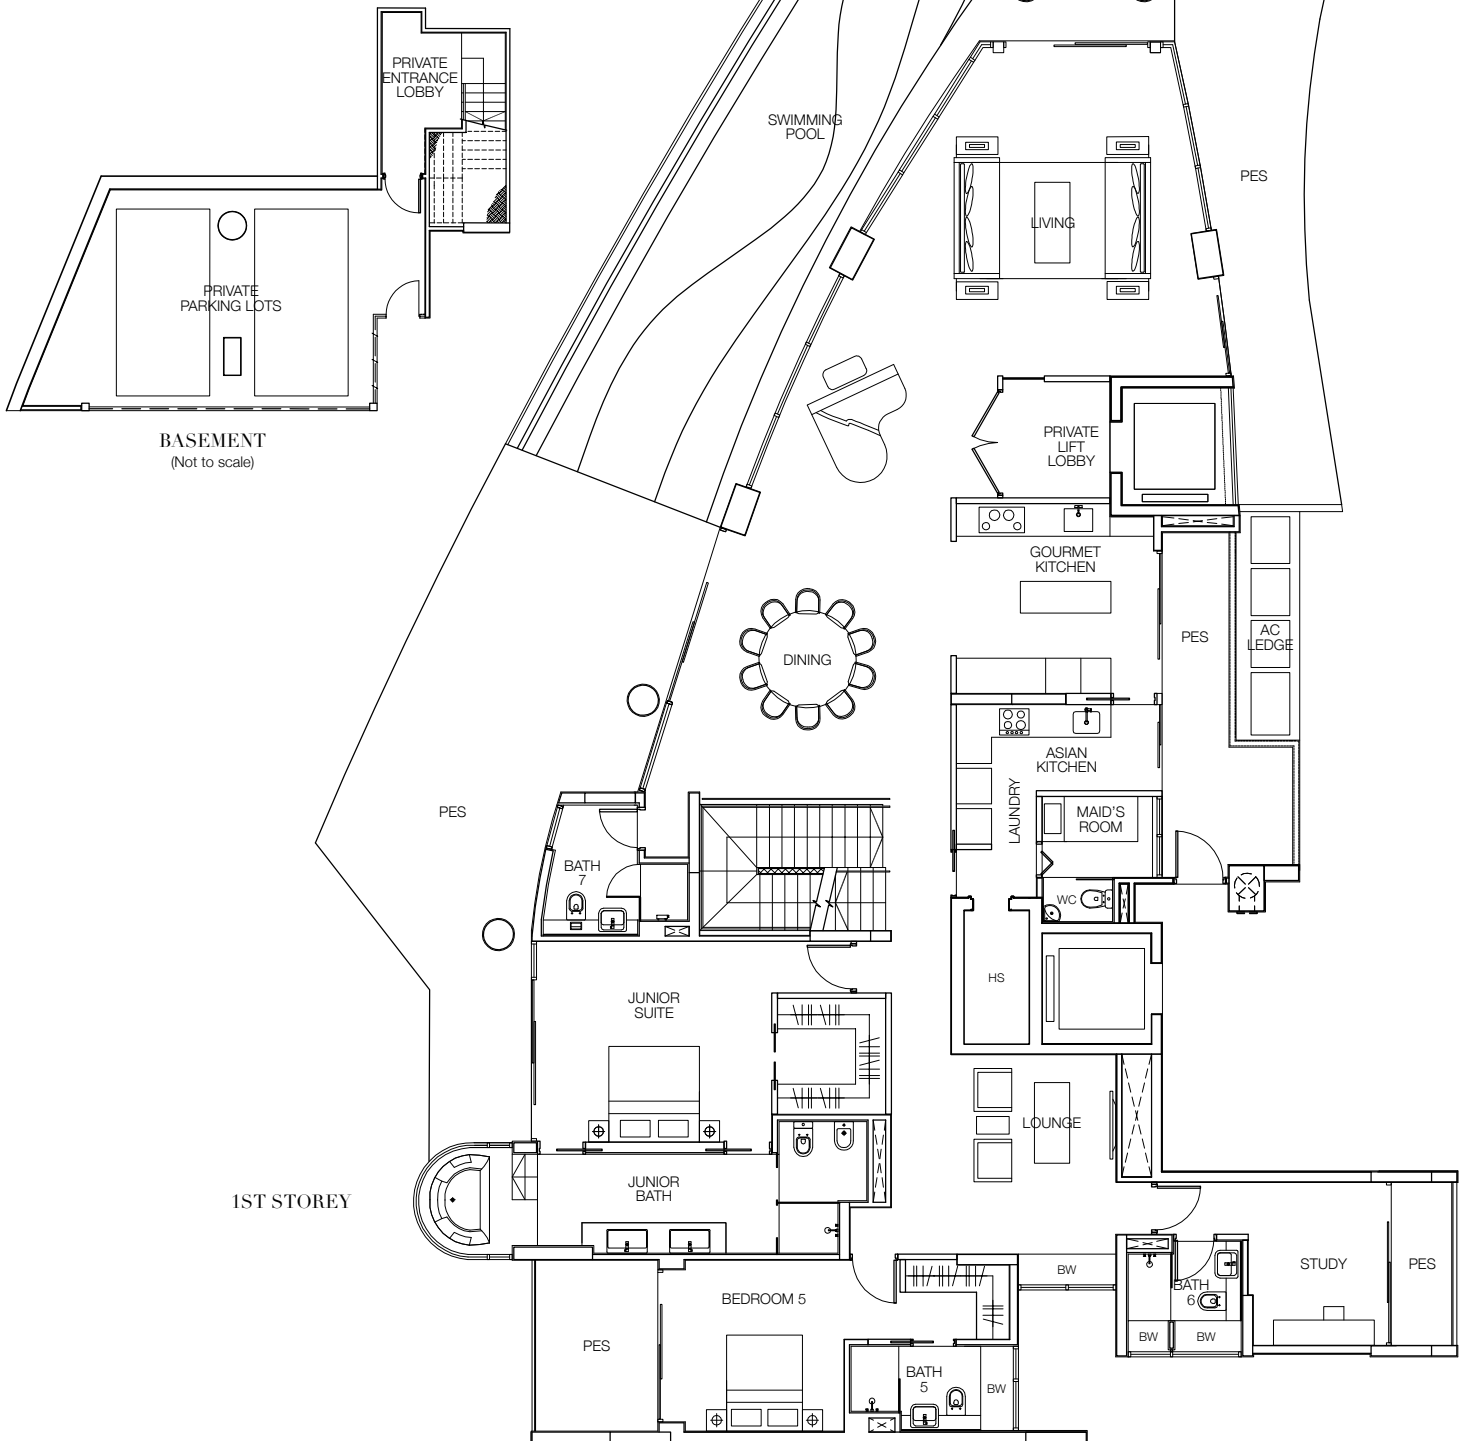 PRIVATE
ENTRANCE
LOBBY
SWIMMING
POOL
PES
LIVING
PRIVATE
PARKING LOTS
BASEMENT
(Not to scale)
PRIVATE
LIFT
LOBBY
GOURMET
KITCHEN
PES
AC
LEDGE
DINING
ASIAN
KITCHEN
LAUNDRY
MAID'S
ROOM
PES
BATH
7
WC
HS
JUNIOR
SUITE
LOUNGE
JUNIOR
BATH
1ST STOREY
BW
STUDY
PES
BATH
6
BEDROOM 5
BW
BW
PES
BATH
5
BW